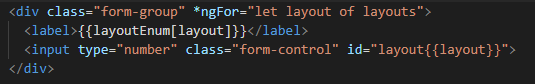 <div class="form-group" *ngFor="let layout of layouts">
<label>{{layoutEnum[layout]}}</label>
<input type="number" class="form-control" id="layout{{layout}}">
</div>